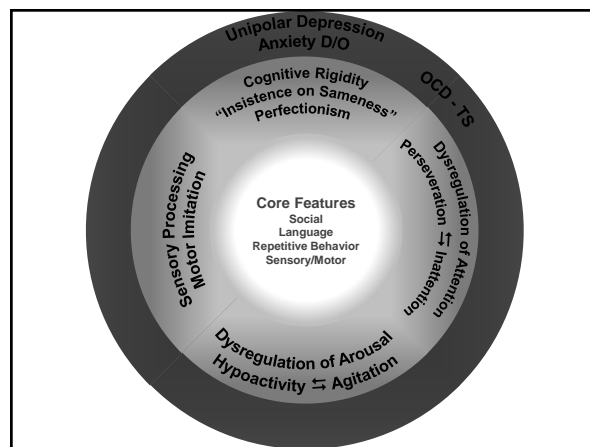 Unipolar Depression
Anxiety D/O
OCD - TS
Cognitive Rigidity
“Insistence on Sameness”
Perfectionism
Dysregulation of Attention
Perseveration ⇆ Inattention
Sensory Processing
Motor Imitation
Core Features
Social
Language
Repetitive Behavior
Sensory/Motor
Dysregulation of Arousal
Hypoactivity ⇆ Agitation